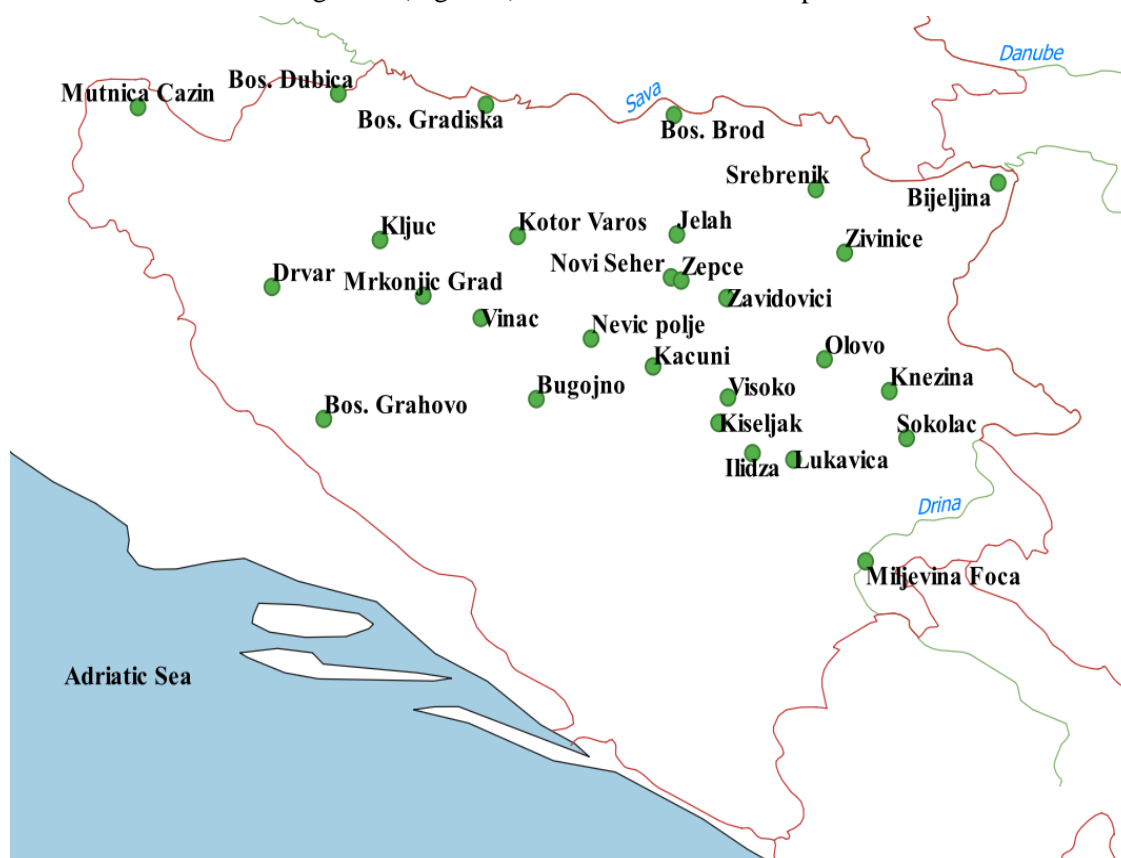 Danube
Bos. Dubica
Mutnica Cazin
Sava
Bos. Gradiska
Bos. Brod
Srebrenik
Bijeljina
Kljuc
Kotor Varos
Jelah
Zivinice
Novi Seher
Zepce
Drvar
Mrkonjic Grad
Zavidovici
Vinac
Nevic polje
Olovo
Kacuni
Knezina
Bugojno
Visoko
Bos. Grahovo
Kiseljak
Sokolac
Ilidza
Lukavica
Drina
Miljevina Foca
Adriatic Sea